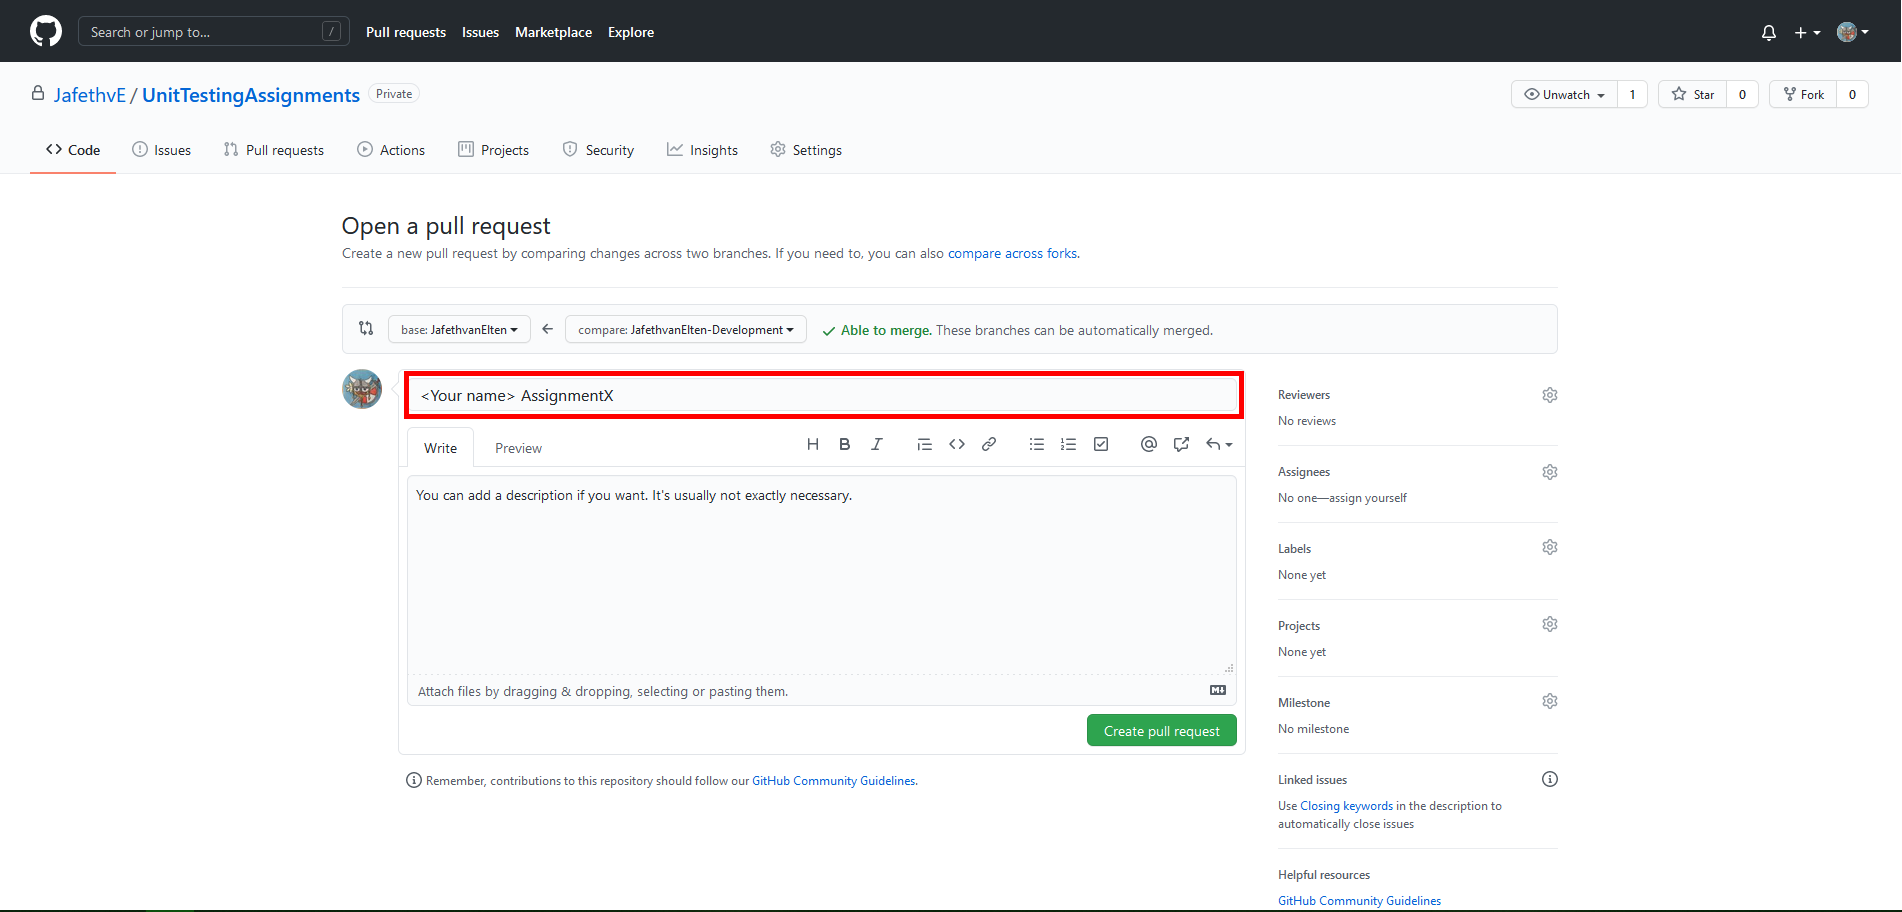 Search or jump to... / Pull requests Issues Marketplace Explore
JafethvE / UnitTestingAssignments Private Unwatch 1 Star 0 Fork 0
Code Issues Pull requests Actions Projects Security Insights Settings
Open a pull request
Create a new pull request by comparing changes across two branches. If you need to, you can also compare across forks.
base: JafethvanElten compare: JafethvanElten-Development Able to merge. These branches can be automatically merged.
<Your name> AssignmentX
Write Preview H B I
You can add a description if you want. It's usually not exactly necessary.
Attach files by dragging & dropping, selecting or pasting them.
Create pull request
Remember, contributions to this repository should follow our GitHub Community Guidelines.
Reviewers
No reviews
Assignees
No one—assign yourself
Labels
None yet
Projects
None yet
Milestone
No milestone
Linked issues
Use Closing keywords in the description to
automatically close issues
Helpful resources
GitHub Community Guidelines